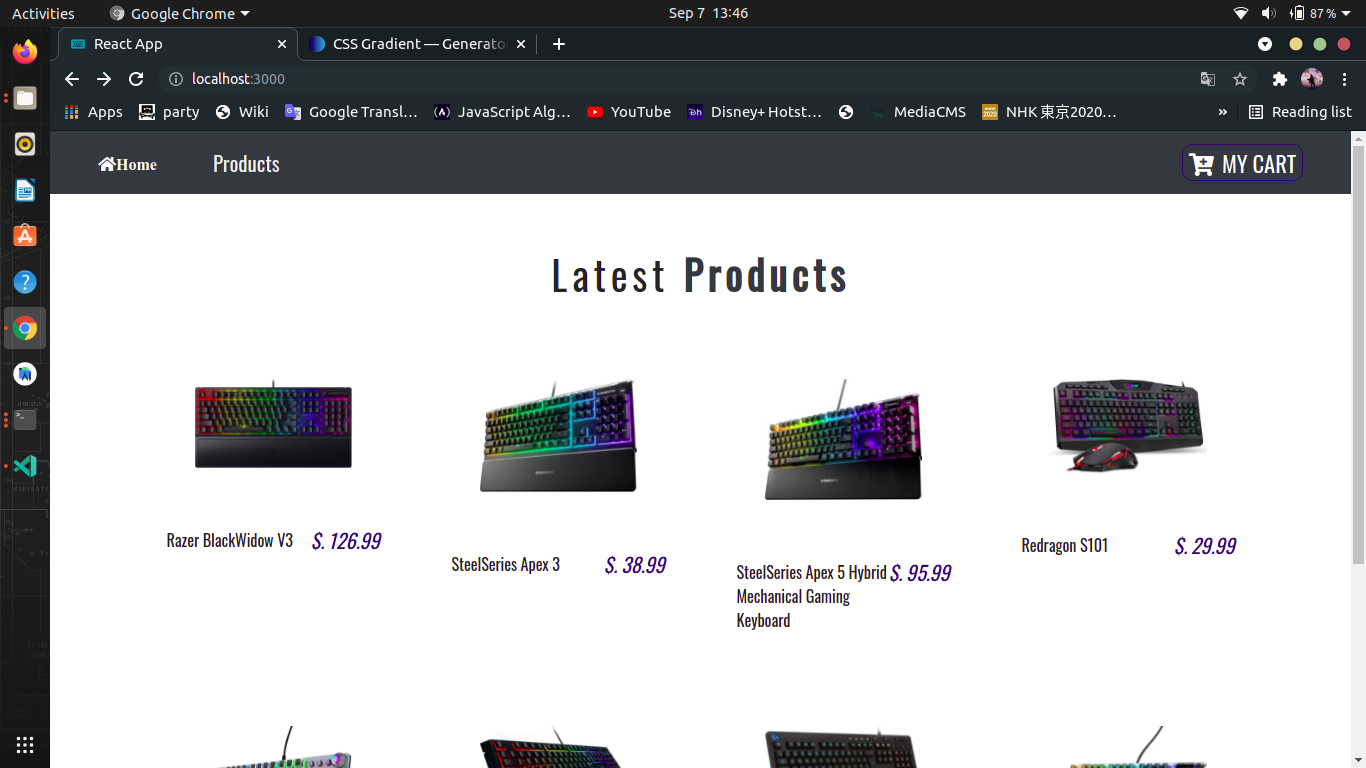 Activities
Google Chrome
Sep 7 13:46
87 %
React App
CSS Gradient — Generato
localhost:3000
Apps
party
Wiki
Google Transl…
JavaScript Alg…
YouTube
Disney+ Hotst…
MediaCMS
NHK 東京2020…
»
Reading list
Home
Products
MY CART
Latest Products
Razer BlackWidow V3
$. 126.99
SteelSeries Apex 3
$. 38.99
SteelSeries Apex 5 Hybrid
Mechanical Gaming
Keyboard
$. 95.99
Redragon S101
$. 29.99